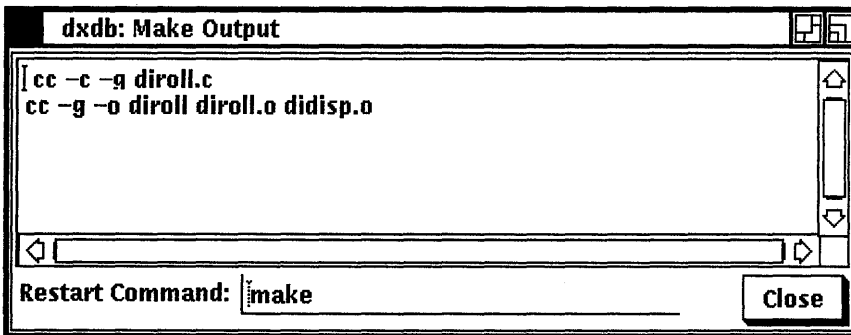 dxdb: Make Output
cc -c -g diroll.c
cc -g -o diroll diroll.o didisp.o
Restart Command: make
Close